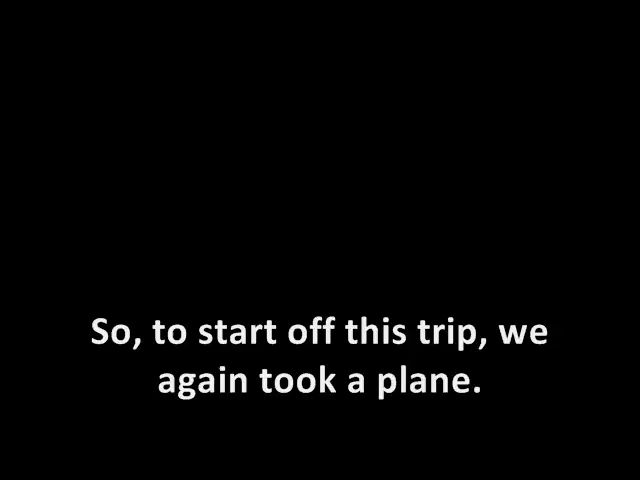 So, to start off this trip, we
again took a plane.